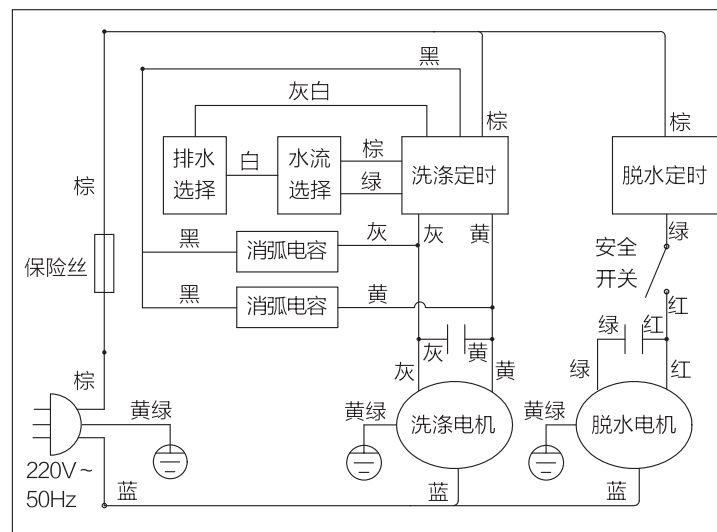 黑
灰白
棕
棕
排水
选择
白
水流
选择
棕
绿
洗涤定时
脱水定时
棕
保险丝
黑
消弧电容
灰
灰
黄
绿
安全
开关
黑
消弧电容
黄
红
灰
黄
绿
红
棕
灰
黄
绿
红
黄绿
黄绿
洗涤电机
黄绿
脱水电机
220V~
50Hz
蓝
蓝
蓝